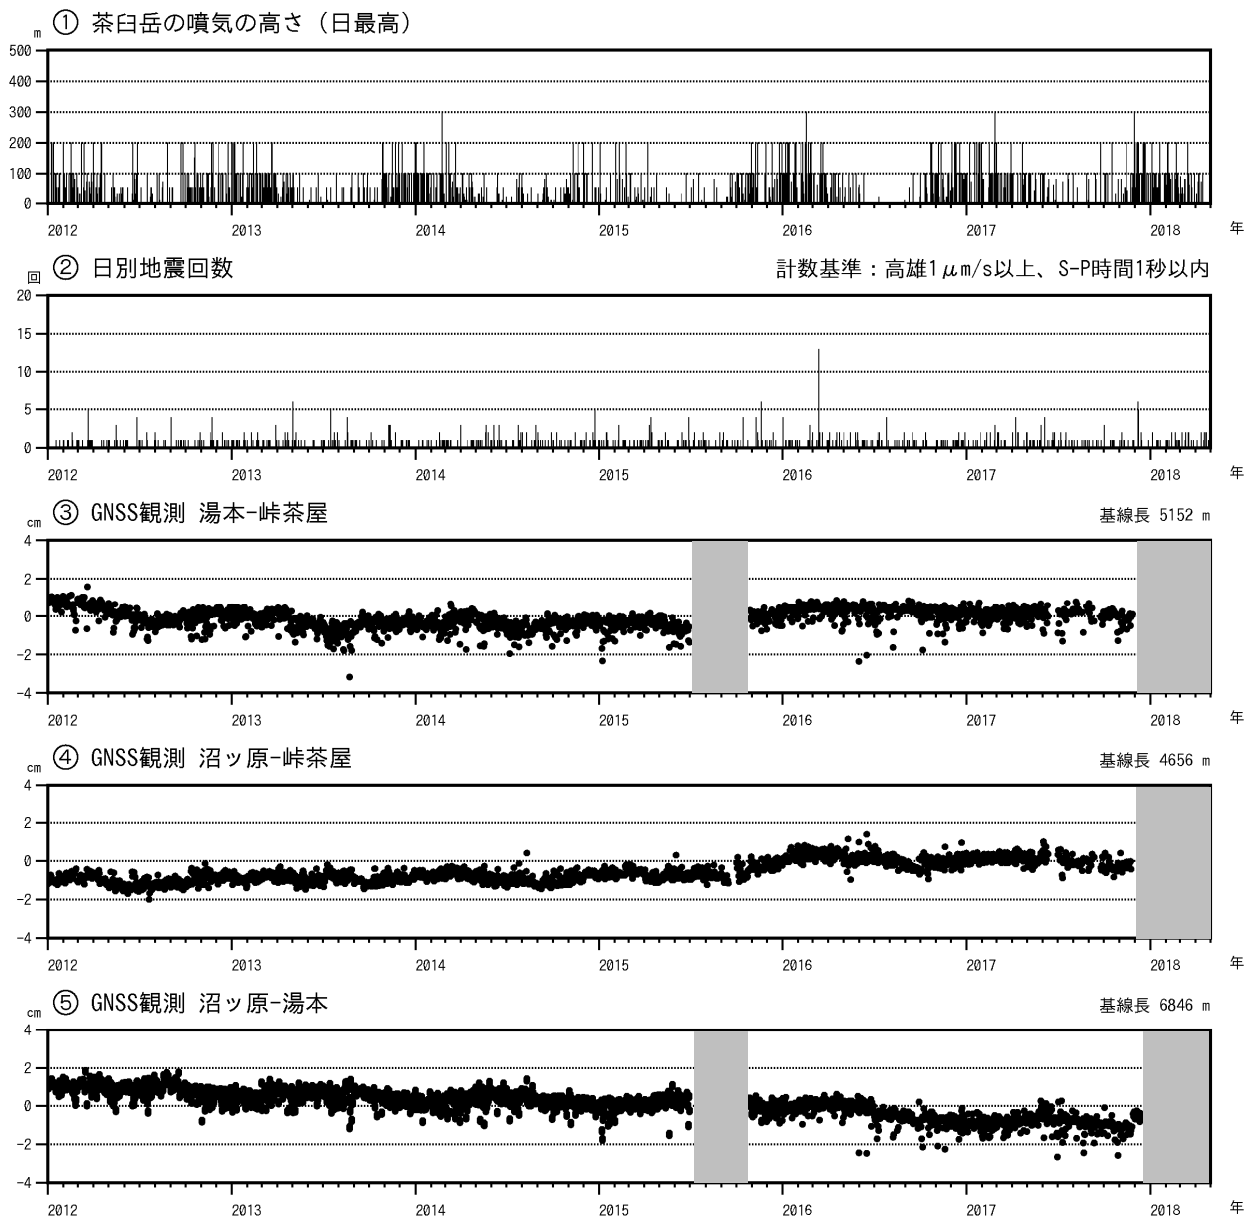 ① 茶臼岳の噴気の高さ（日最高）
m
500
400
300
200
100
0
2012 2013 2014 2015 2016 2017 2018 年
② 日別地震回数 計数基準：高雄1μm/s以上、S-P時間1秒以内
回
20
15
10
5
0
2012 2013 2014 2015 2016 2017 2018 年
③ GNSS観測 湯本-峠茶屋 基線長 5152 m
cm
4
2
0
-2
-4
2012 2013 2014 2015 2016 2017 2018 年
④ GNSS観測 沼ッ原-峠茶屋 基線長 4656 m
cm
4
2
0
-2
-4
2012 2013 2014 2015 2016 2017 2018 年
⑤ GNSS観測 沼ッ原-湯本 基線長 6846 m
cm
4
2
0
-2
-4
2012 2013 2014 2015 2016 2017 2018 年